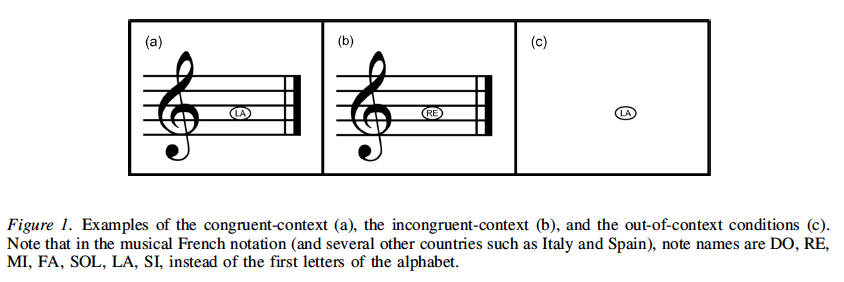 (a)
LA
(b)
RE
(c)
LA
Figure 1. Examples of the congruent-context (a), the incongruent-context (b), and the out-of-context conditions (c).
Note that in the musical French notation (and several other countries such as Italy and Spain), note names are DO, RE,
MI, FA, SOL, LA, SI, instead of the first letters of the alphabet.